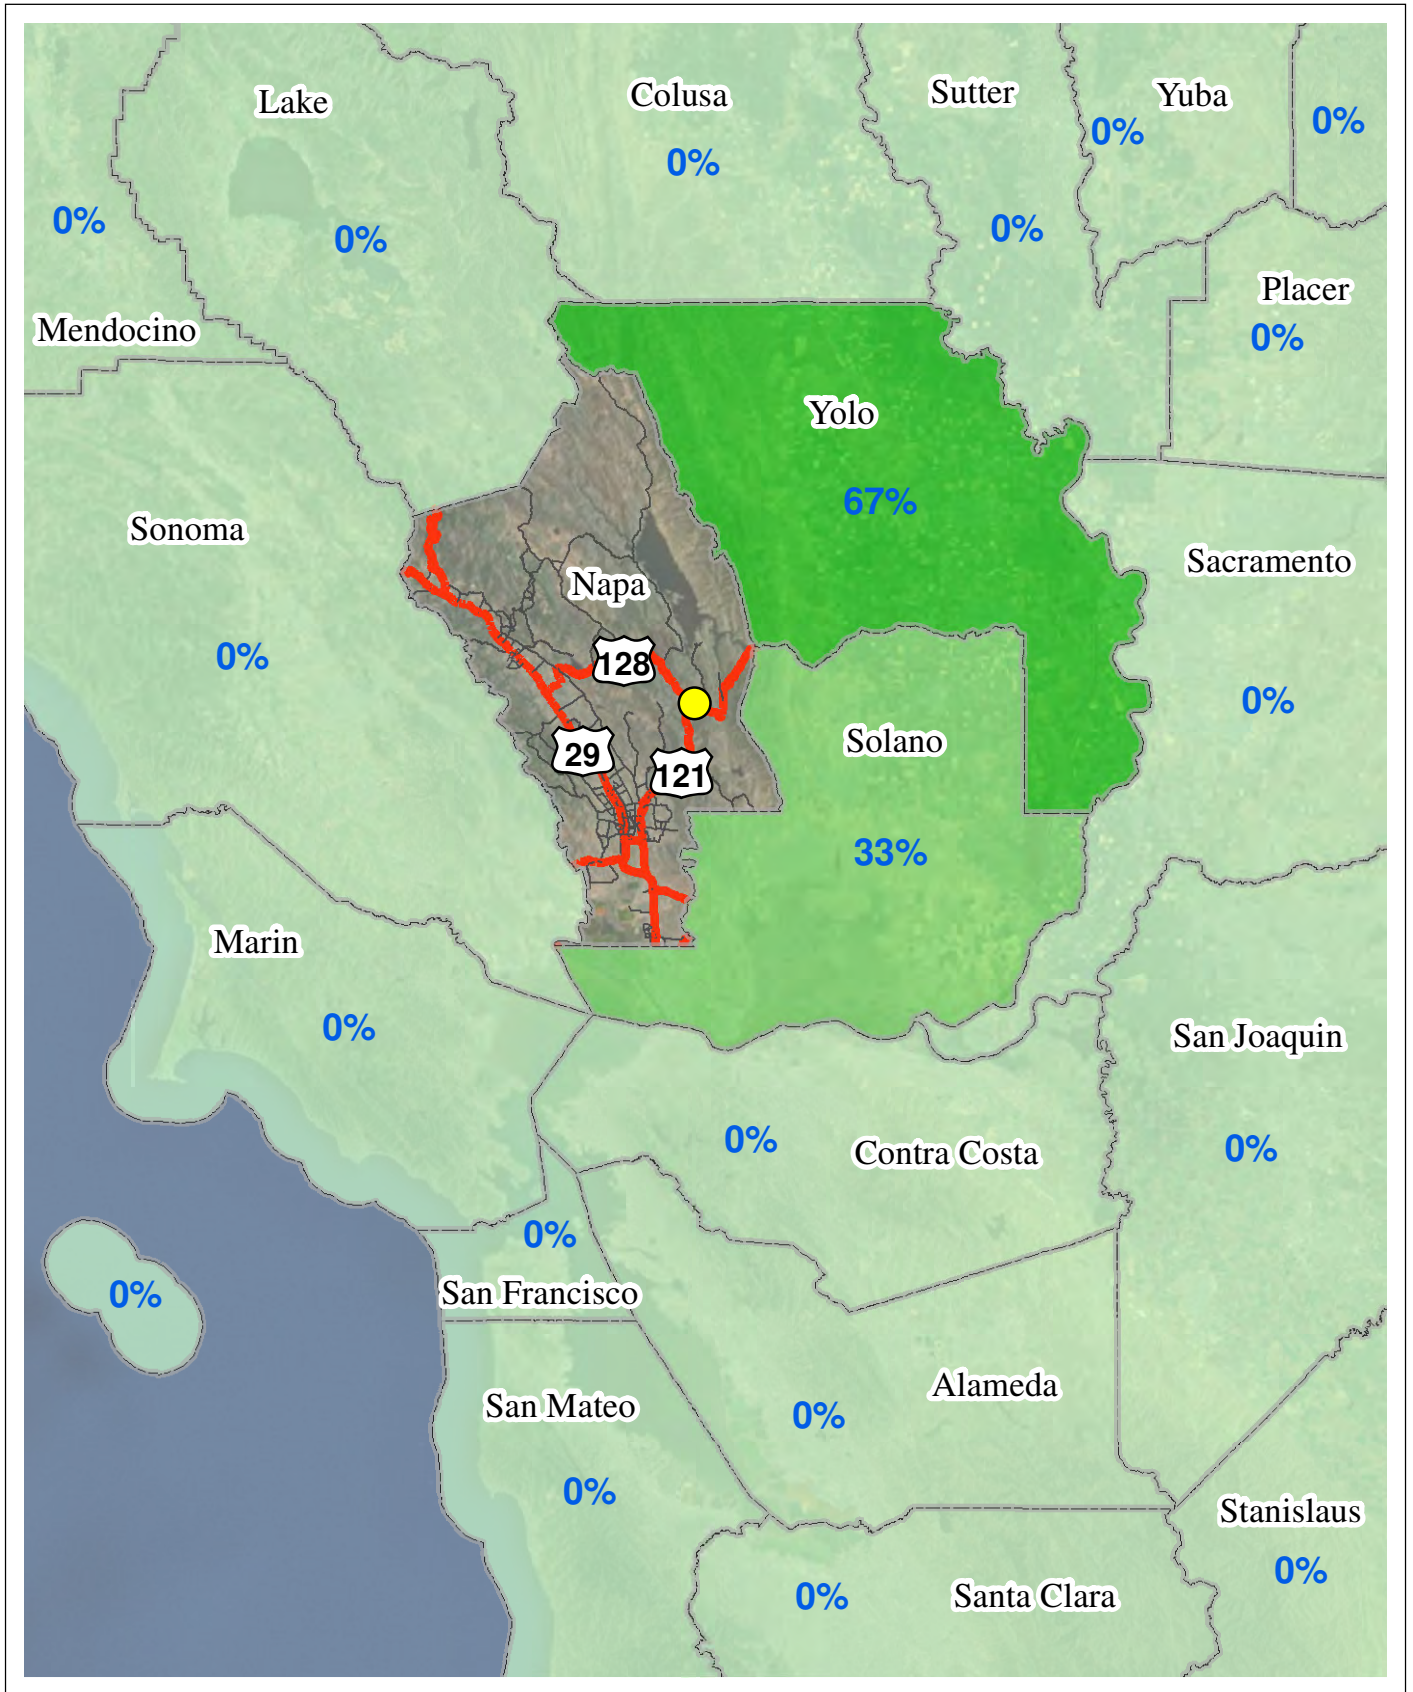 Lake
Colusa
Sutter
Yuba
0%
0%
0%
0%
0%
0%
0%
Placer
0%
Mendocino
Yolo
67%
Sonoma
0%
Sacramento
0%
Napa
128
29
121
Solano
33%
Marin
0%
San Joaquin
0%
Contra Costa
0%
0%
San Francisco
0%
Alameda
0%
San Mateo
0%
Stanislaus
0%
Santa Clara
0%